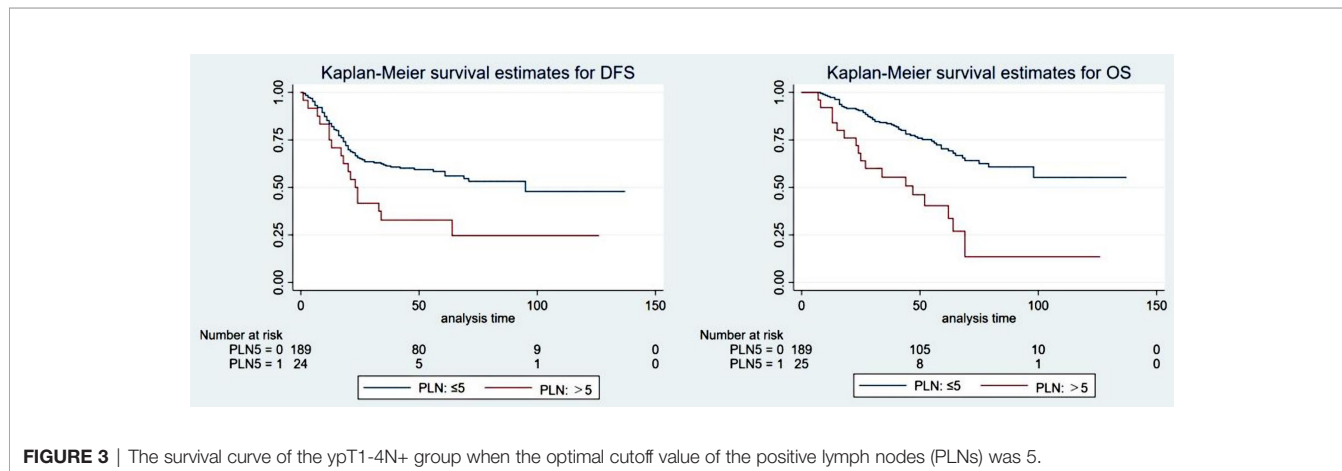 Kaplan-Meier survival estimates for DFS
1.00
0.75
0.50
0.25
0.00
0 50 100 150
analysis time
Number at risk
PLN5 = 0 189 80 9 0
PLN5 = 1 24 5 1 0
PLN: ≤5 PLN: >5
Kaplan-Meier survival estimates for OS
1.00
0.75
0.50
0.25
0.00
0 50 100 150
analysis time
Number at risk
PLN5 = 0 189 105 10 0
PLN5 = 1 25 8 1 0
PLN: ≤5 PLN: >5
FIGURE 3 | The survival curve of the ypT1-4N+ group when the optimal cutoff value of the positive lymph nodes (PLNs) was 5.